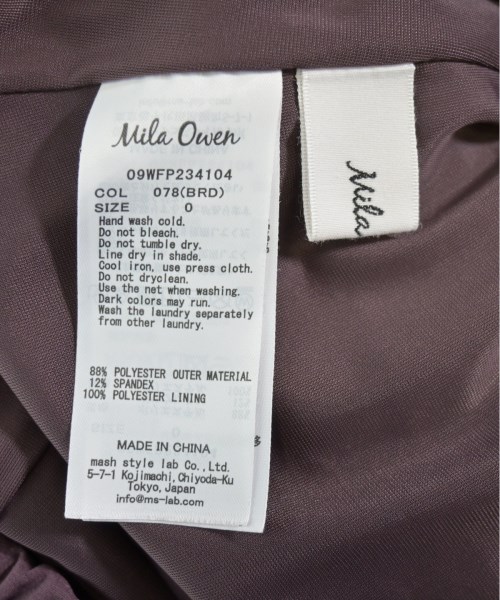 Mila Owen
09WFP234104
COL 078(BRD)
SIZE 0
Hand wash cold.
Do not bleach.
Do not tumble dry.
Line dry in shade.
Cool iron, use press cloth.
Do not dryclean.
Use the net when washing.
Dark colors may run.
Wash the laundry separately
from other laundry.
88% POLYESTER OUTER MATERIAL
12% SPANDEX
100% POLYESTER LINING
MADE IN CHINA
mash style lab Co.,Ltd.
5-7-1 Kojimachi,Chiyoda-Ku
Tokyo,Japan
info@ms-lab.com
Mila